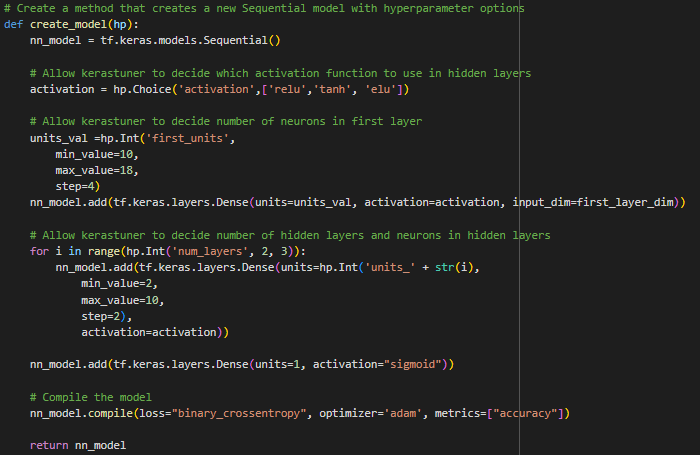 # Create a method that creates a new Sequential model with hyperparameter options
def create_model(hp):
    nn_model = tf.keras.models.Sequential()

    # Allow kerastuner to decide which activation function to use in hidden layers
    activation = hp.Choice('activation',['relu','tanh', 'elu'])

    # Allow kerastuner to decide number of neurons in first layer
    units_val =hp.Int('first_units',
        min_value=10,
        max_value=18,
        step=4)
    nn_model.add(tf.keras.layers.Dense(units=units_val, activation=activation, input_dim=first_layer_dim))

    # Allow kerastuner to decide number of hidden layers and neurons in hidden layers
    for i in range(hp.Int('num_layers', 2, 3)):
        nn_model.add(tf.keras.layers.Dense(units=hp.Int('units_' + str(i),
            min_value=2,
            max_value=10,
            step=2),
            activation=activation))

    nn_model.add(tf.keras.layers.Dense(units=1, activation="sigmoid"))

    # Compile the model
    nn_model.compile(loss="binary_crossentropy", optimizer='adam', metrics=["accuracy"])

    return nn_model